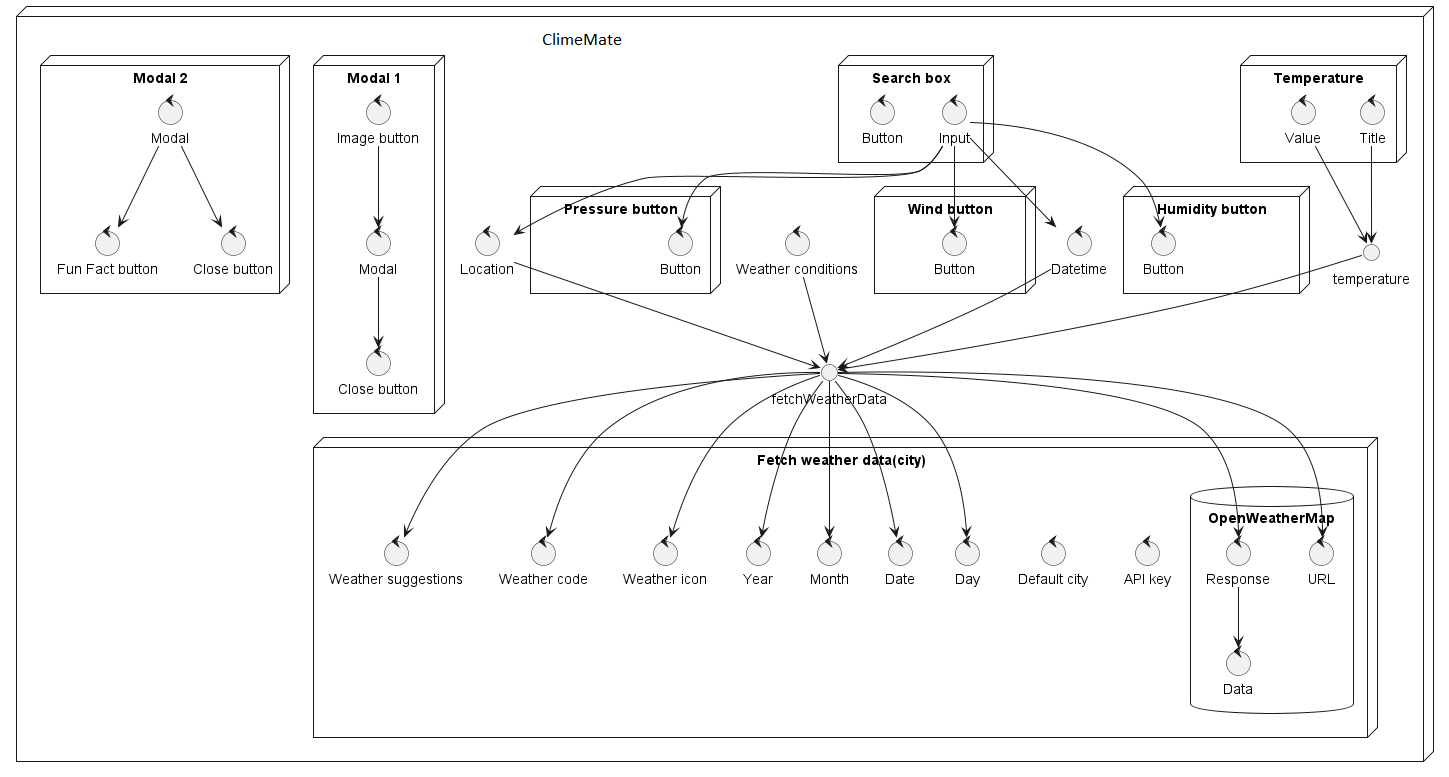 ClimeMate
Modal 2
Modal
Fun Fact button
Close button
Modal 1
Image button
Modal
Close button
Search box
Button
Input
Temperature
Value
Title
Location
Pressure button
Button
Weather conditions
Wind button
Button
Datetime
Humidity button
Button
temperature
fetchWeatherData
Fetch weather data(city)
Weather suggestions
Weather code
Weather icon
Year
Month
Date
Day
Default city
API key
OpenWeatherMap
Response
URL
Data